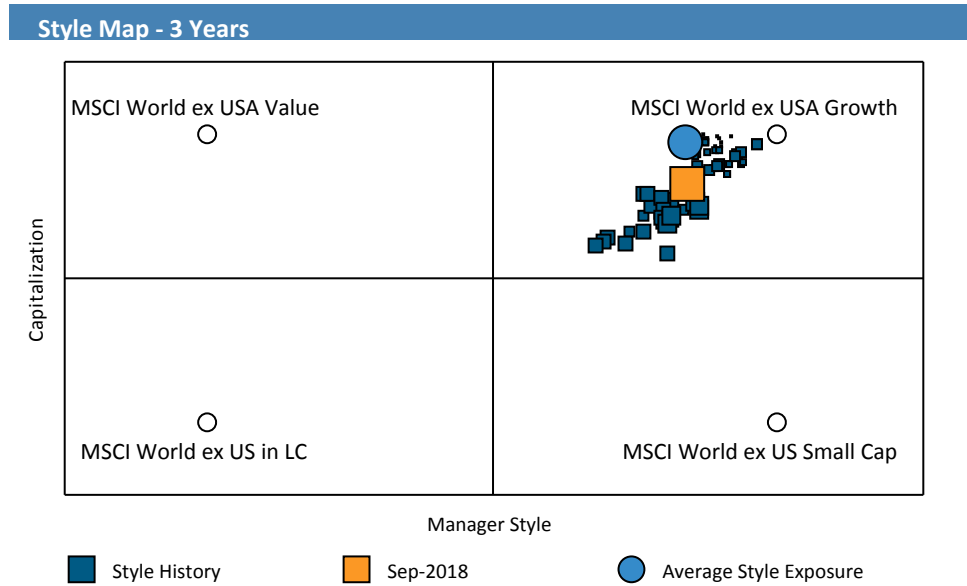 Style Map - 3 Years
MSCI World ex USA Value
MSCI World ex USA Growth
Capitalization
MSCI World ex US in LC
MSCI World ex US Small Cap
Manager Style
Style History
Sep-2018
Average Style Exposure